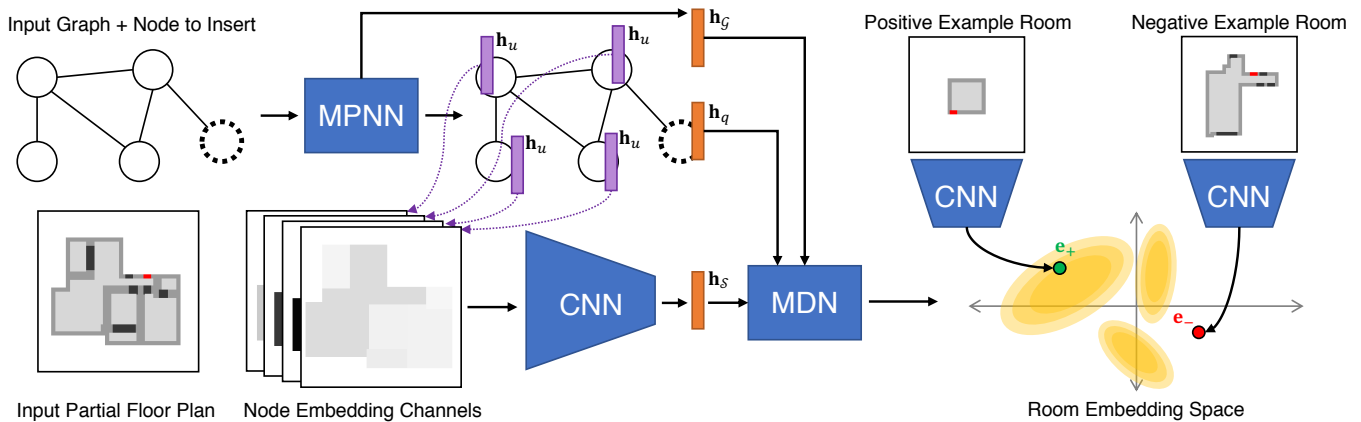 Input Graph + Node to Insert
MPNN
h_u
h_u
h_u
h_u
h_G
h_q
Positive Example Room
Negative Example Room
CNN
CNN
Input Partial Floor Plan
Node Embedding Channels
CNN
h_S
MDN
e_+
e_−
Room Embedding Space